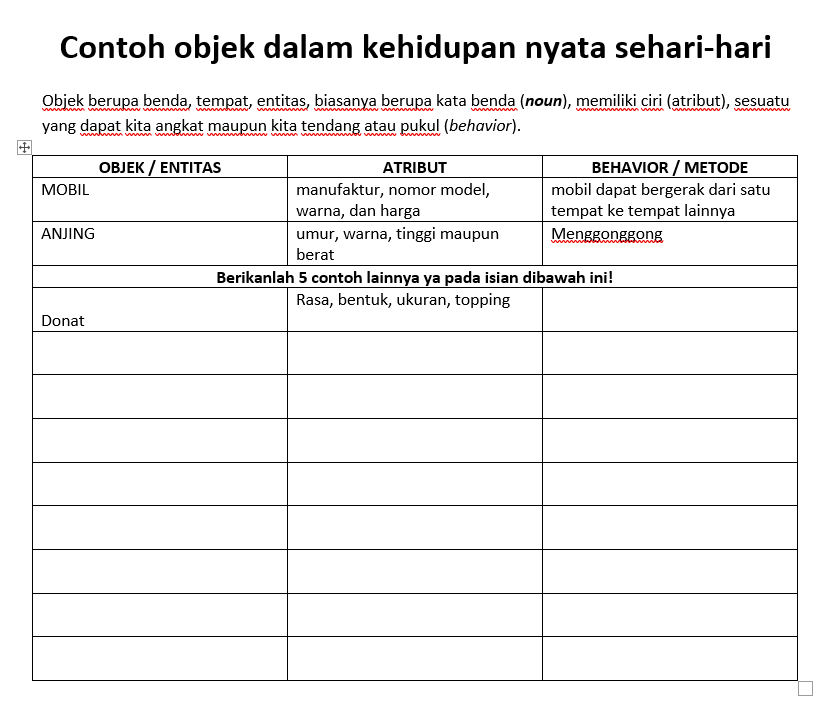 Contoh objek dalam kehidupan nyata sehari-hari
Objek berupa benda, tempat, entitas, biasanya berupa kata benda (noun), memiliki ciri (atribut), sesuatu
yang dapat kita angkat maupun kita tendang atau pukul (behavior).
OBJEK / ENTITAS ATRIBUT BEHAVIOR / METODE
MOBIL manufaktur, nomor model, mobil dapat bergerak dari satu
warna, dan harga tempat ke tempat lainnya
ANJING umur, warna, tinggi maupun Menggonggong
berat
Berikanlah 5 contoh lainnya ya pada isian dibawah ini!
Rasa, bentuk, ukuran, topping
Donat